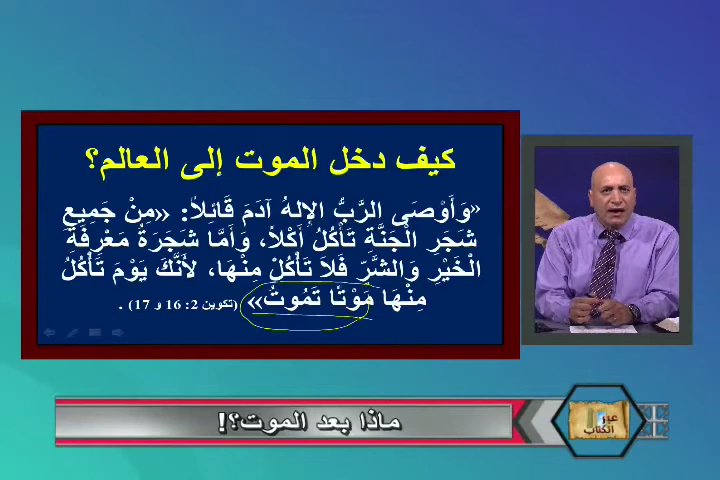 كيف دخل الموت إلى العالم؟
«وَأَوْصَى الرَّبُّ الإِلهُ آدَمَ قَائِلاً: «مِنْ جَمِيعِ
شَجَرِ الْجَنَّةِ تَأْكُلُ أَكْلاً، وَأَمَّا شَجَرَةُ مَعْرِفَةِ
الْخَيْرِ وَالشَّرِّ فَلاَ تَأْكُلْ مِنْهَا، لأَنَّكَ يَوْمَ تَأْكُلُ
مِنْهَا مَوْتًا تَمُوتُ» (تكوين 2: 16 و 17) .
ماذا بعد الموت؟!
عبر
الكتاب